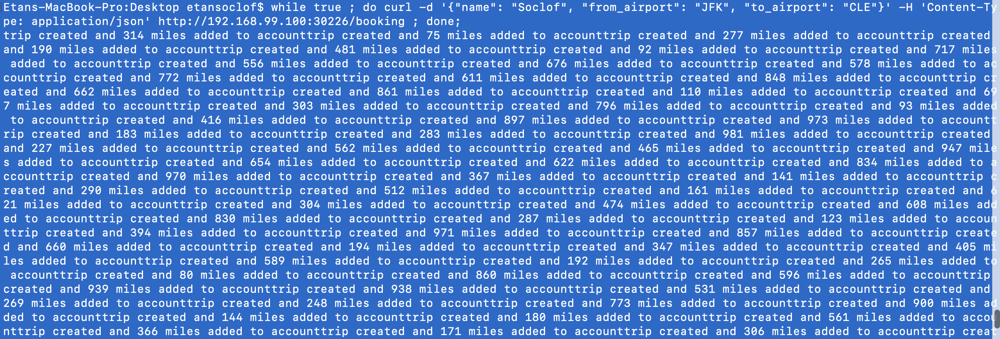 Etans-MacBook-Pro:Desktop etansoclof$ while true ; do curl -d '{"name": "Soclof", "from_airport": "JFK", "to_airport": "CLE"}' -H 'Content-Ty
pe: application/json' http://192.168.99.100:30226/booking ; done;
trip created and 314 miles added to accounttrip created and 75 miles added to accounttrip created and 277 miles added to accounttrip created
and 190 miles added to accounttrip created and 481 miles added to accounttrip created and 92 miles added to accounttrip created and 717 miles
 added to accounttrip created and 556 miles added to accounttrip created and 676 miles added to accounttrip created and 578 miles added to ac
counttrip created and 772 miles added to accounttrip created and 611 miles added to accounttrip created and 848 miles added to accounttrip cr
eated and 662 miles added to accounttrip created and 861 miles added to accounttrip created and 110 miles added to accounttrip created and 69
7 miles added to accounttrip created and 303 miles added to accounttrip created and 796 miles added to accounttrip created and 93 miles added
 to accounttrip created and 416 miles added to accounttrip created and 897 miles added to accounttrip created and 973 miles added to accountt
rip created and 183 miles added to accounttrip created and 283 miles added to accounttrip created and 981 miles added to accounttrip created
and 227 miles added to accounttrip created and 562 miles added to accounttrip created and 465 miles added to accounttrip created and 947 mile
s added to accounttrip created and 654 miles added to accounttrip created and 622 miles added to accounttrip created and 834 miles added to a
ccounttrip created and 970 miles added to accounttrip created and 367 miles added to accounttrip created and 141 miles added to accounttrip c
reated and 290 miles added to accounttrip created and 512 miles added to accounttrip created and 161 miles added to accounttrip created and 6
21 miles added to accounttrip created and 304 miles added to accounttrip created and 474 miles added to accounttrip created and 608 miles add
ed to accounttrip created and 830 miles added to accounttrip created and 287 miles added to accounttrip created and 123 miles added to accoun
ttrip created and 394 miles added to accounttrip created and 971 miles added to accounttrip created and 857 miles added to accounttrip create
d and 660 miles added to accounttrip created and 194 miles added to accounttrip created and 347 miles added to accounttrip created and 405 mi
les added to accounttrip created and 589 miles added to accounttrip created and 192 miles added to accounttrip created and 265 miles added to
 accounttrip created and 80 miles added to accounttrip created and 860 miles added to accounttrip created and 596 miles added to accounttrip
created and 939 miles added to accounttrip created and 938 miles added to accounttrip created and 531 miles added to accounttrip created and
269 miles added to accounttrip created and 248 miles added to accounttrip created and 773 miles added to accounttrip created and 900 miles ad
ded to accounttrip created and 144 miles added to accounttrip created and 180 miles added to accounttrip created and 561 miles added to accou
nttrip created and 366 miles added to accounttrip created and 171 miles added to accounttrip created and 306 miles added to accounttrip creat